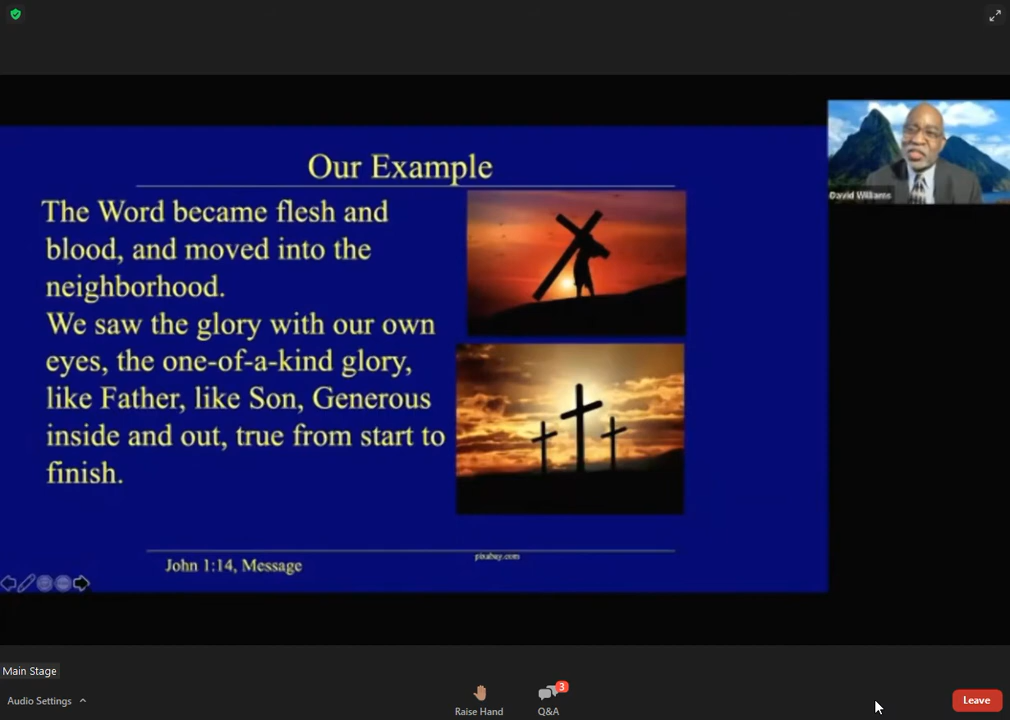 Our Example
The Word became flesh and
blood, and moved into the
neighborhood.
We saw the glory with our own
eyes, the one-of-a-kind glory,
like Father, like Son, Generous
inside and out, true from start to
finish.
pixabay.com
John 1:14, Message
David Williams
Main Stage
Audio Settings
Raise Hand
3
Q&A
Leave